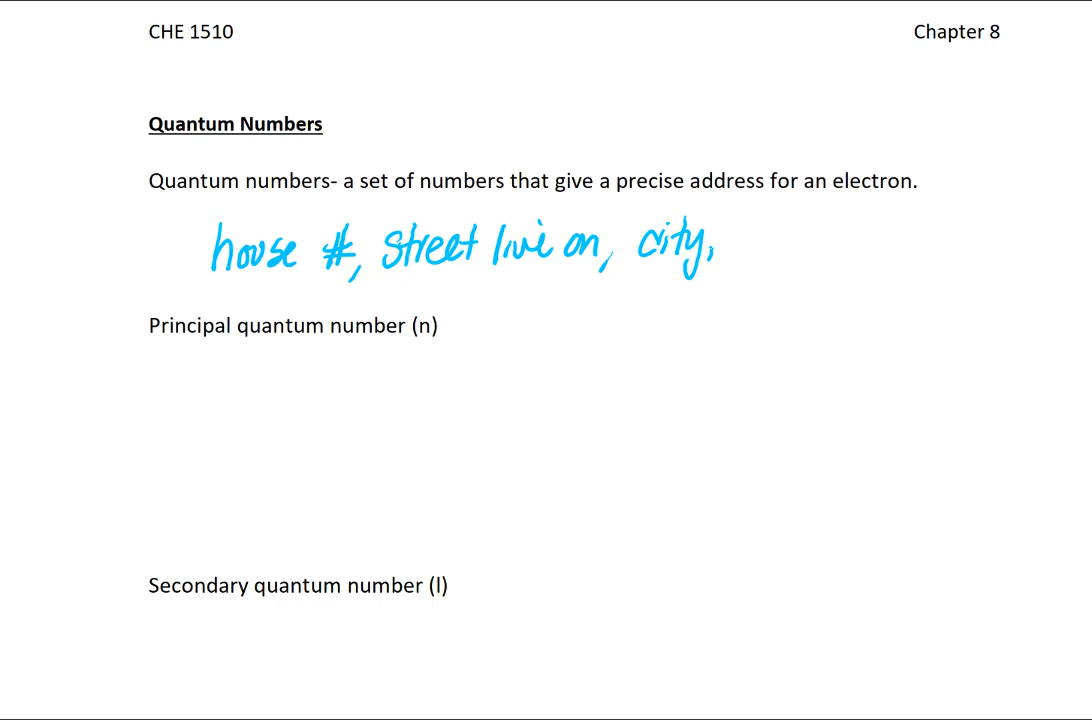 CHE 1510 Chapter 8
Quantum Numbers
Quantum numbers- a set of numbers that give a precise address for an electron.
house #, street live on, city,
Principal quantum number (n)
Secondary quantum number (l)